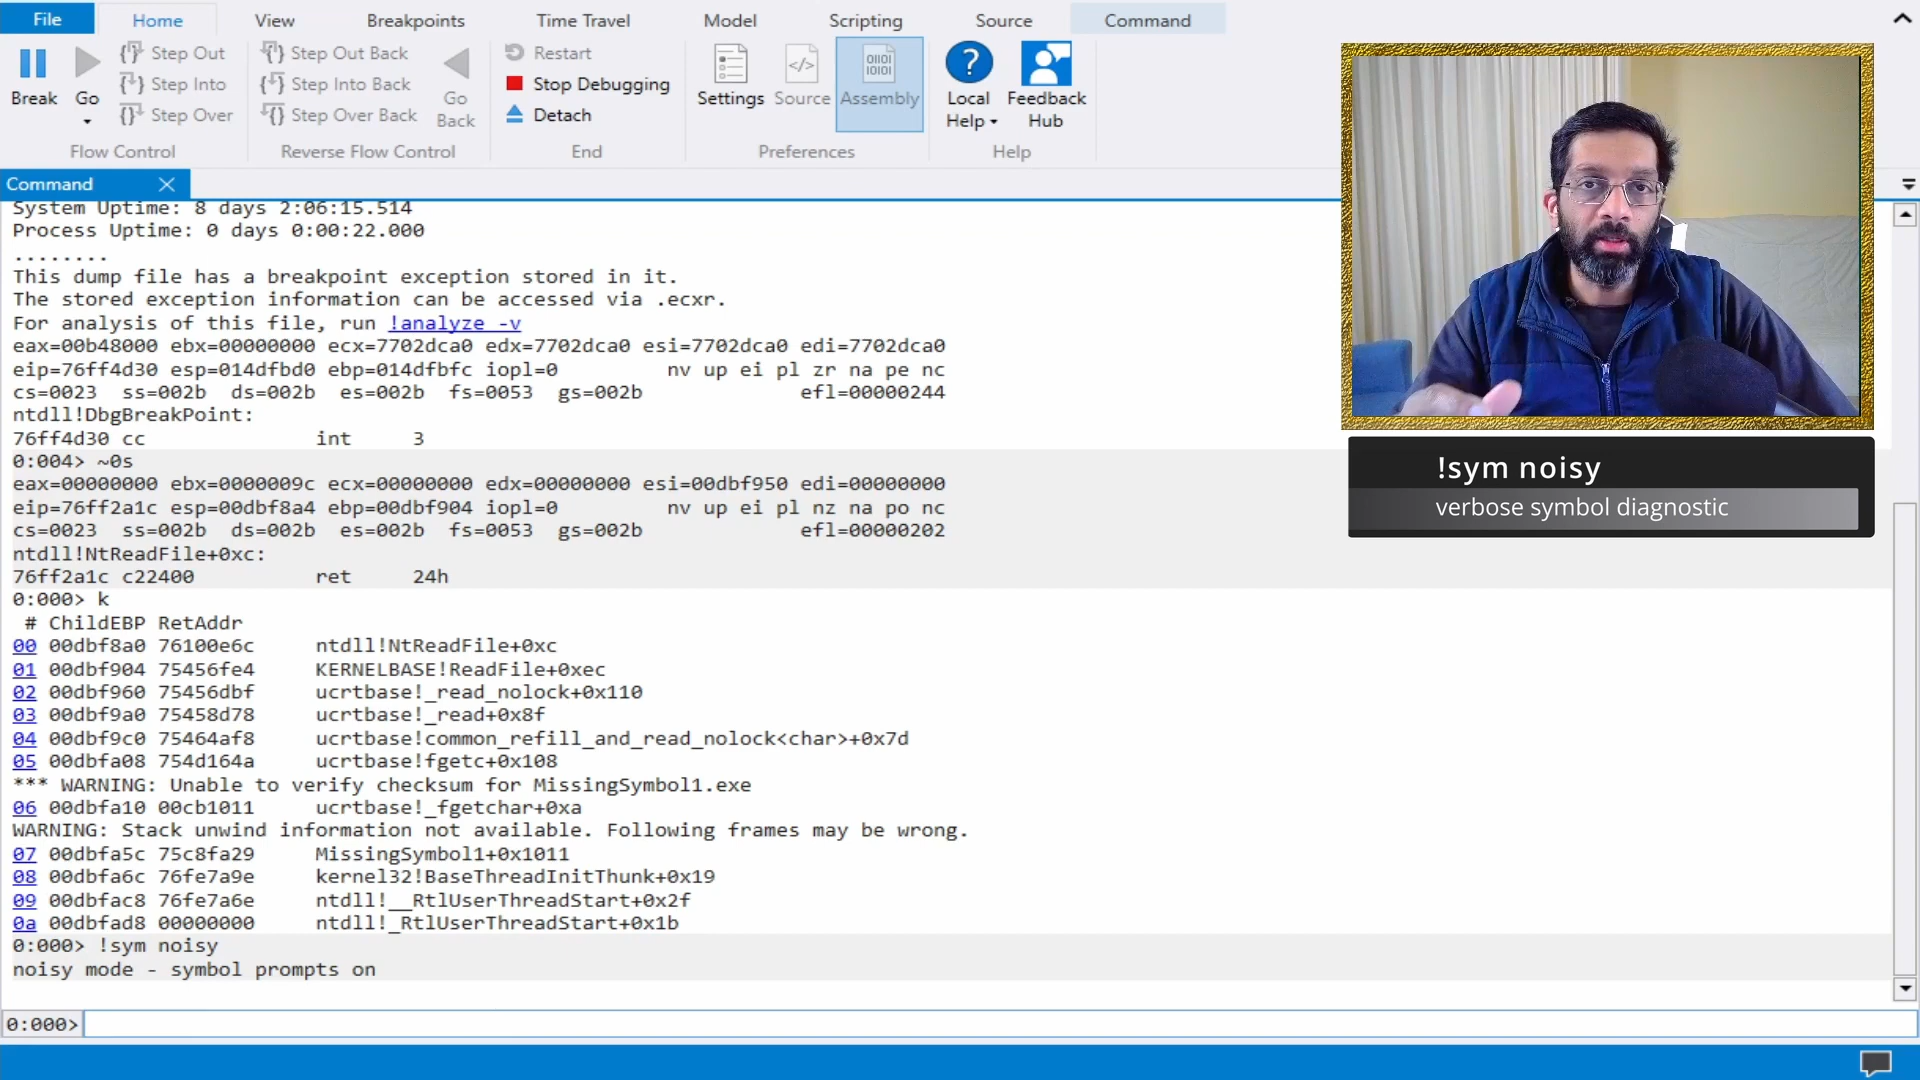 File Home View Breakpoints Time Travel Model Scripting Source Command
Break
Go
Step Out
Step Into
Step Over
Flow Control
Step Out Back
Step Into Back
Step Over Back
Go Back
Reverse Flow Control
Restart
Stop Debugging
Detach
End
Settings
Source
Assembly
Preferences
Local Help
Feedback Hub
Help
Command
System Uptime: 8 days 2:06:15.514
Process Uptime: 0 days 0:00:22.000
........
This dump file has a breakpoint exception stored in it.
The stored exception information can be accessed via .ecxr.
For analysis of this file, run !analyze -v
eax=00b48000 ebx=00000000 ecx=7702dca0 edx=7702dca0 esi=7702dca0 edi=7702dca0
eip=76ff4d30 esp=014dfbd0 ebp=014dfbfc iopl=0         nv up ei pl zr na pe nc
cs=0023  ss=002b  ds=002b  es=002b  fs=0053  gs=002b             efl=00000244
ntdll!DbgBreakPoint:
76ff4d30 cc              int     3
0:004> ~0s
eax=00000000 ebx=0000009c ecx=00000000 edx=00000000 esi=00dbf950 edi=00000000
eip=76ff2a1c esp=00dbf8a4 ebp=00dbf904 iopl=0         nv up ei pl nz na po nc
cs=0023  ss=002b  ds=002b  es=002b  fs=0053  gs=002b             efl=00000202
ntdll!NtReadFile+0xc:
76ff2a1c c22400          ret     24h
0:000> k
 # ChildEBP RetAddr
00 00dbf8a0 76100e6c     ntdll!NtReadFile+0xc
01 00dbf904 75456fe4     KERNELBASE!ReadFile+0xec
02 00dbf960 75456dbf     ucrtbase!_read_nolock+0x110
03 00dbf9a0 75458d78     ucrtbase!_read+0x8f
04 00dbf9c0 75464af8     ucrtbase!common_refill_and_read_nolock<char>+0x7d
05 00dbfa08 754d164a     ucrtbase!fgetc+0x108
*** WARNING: Unable to verify checksum for MissingSymbol1.exe
06 00dbfa10 00cb1011     ucrtbase!_fgetchar+0xa
WARNING: Stack unwind information not available. Following frames may be wrong.
07 00dbfa5c 75c8fa29     MissingSymbol1+0x1011
08 00dbfa6c 76fe7a9e     kernel32!BaseThreadInitThunk+0x19
09 00dbfac8 76fe7a6e     ntdll!__RtlUserThreadStart+0x2f
0a 00dbfad8 00000000     ntdll!_RtlUserThreadStart+0x1b
0:000> !sym noisy
noisy mode - symbol prompts on
0:000>
!sym noisy
verbose symbol diagnostic